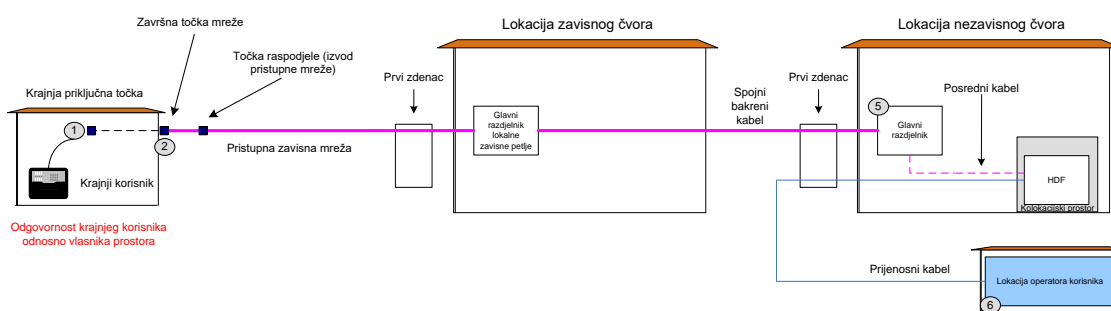 Završna točka mreže
Lokacija zavisnog čvora
Lokacija nezavisnog čvora
Točka raspodjele (izvod
pristupne mreže)
Prvi zdenac
Prvi zdenac
Krajnja priključna točka
Spojni
bakreni
kabel
Posredni kabel
1
2
5
Glavni
razdjelnik
lokalne
zavisne petlje
Glavni
razdjelnik
Pristupna zavisna mreža
Krajnji korisnik
HDF
Kolokacijski prostor
Odgovornost krajnjeg korisnika
odnosno vlasnika prostora
Prijenosni kabel
Lokacija operatora korisnika
6